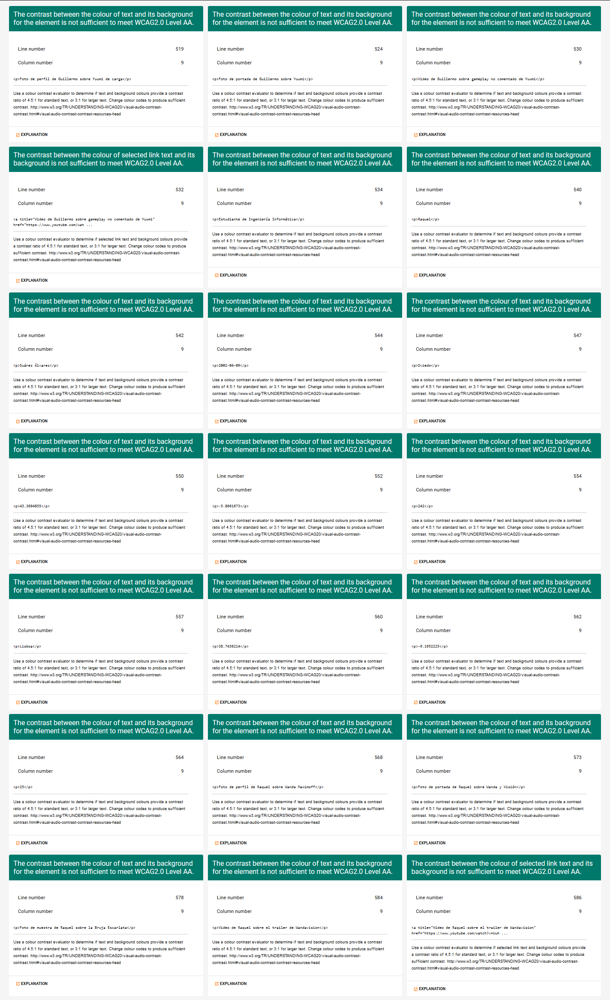 The contrast between the colour of text and its background
for the element is not sufficient to meet WCAG2.0 Level AA.
Line number 519
Column number 9
<p>Foto de perfil de Guillermo sobre Yuumi de carga</p>
Use a colour contrast evaluator to determine if text and background colours provide a contrast
ratio of 4.5:1 for standard text, or 3:1 for larger text. Change colour codes to produce sufficient
contrast. http://www.w3.org/TR/UNDERSTANDING-WCAG20/visual-audio-contrast-
contrast.html#visual-audio-contrast-contrast-resources-head
EXPLANATION
The contrast between the colour of text and its background
for the element is not sufficient to meet WCAG2.0 Level AA.
Line number 524
Column number 9
<p>Foto de portada de Guillermo sobre Yuumi</p>
Use a colour contrast evaluator to determine if text and background colours provide a contrast
ratio of 4.5:1 for standard text, or 3:1 for larger text. Change colour codes to produce sufficient
contrast. http://www.w3.org/TR/UNDERSTANDING-WCAG20/visual-audio-contrast-
contrast.html#visual-audio-contrast-contrast-resources-head
EXPLANATION
The contrast between the colour of text and its background
for the element is not sufficient to meet WCAG2.0 Level AA.
Line number 530
Column number 9
<p>Video de Guillermo sobre gameplay no comentado de Yuumi</p>
Use a colour contrast evaluator to determine if text and background colours provide a contrast
ratio of 4.5:1 for standard text, or 3:1 for larger text. Change colour codes to produce sufficient
contrast. http://www.w3.org/TR/UNDERSTANDING-WCAG20/visual-audio-contrast-
contrast.html#visual-audio-contrast-contrast-resources-head
EXPLANATION
The contrast between the colour of selected link text and its
background is not sufficient to meet WCAG2.0 Level AA.
Line number 532
Column number 9
<a title="Video de Guillermo sobre gameplay no comentado de Yuumi"
href="https://www.youtube.com/wat ...
Use a colour contrast evaluator to determine if selected link text and background colours provide
a contrast ratio of 4.5:1 for standard text, or 3:1 for larger text. Change colour codes to produce
sufficient contrast. http://www.w3.org/TR/UNDERSTANDING-WCAG20/visual-audio-contrast-
contrast.html#visual-audio-contrast-contrast-resources-head
EXPLANATION
The contrast between the colour of text and its background
for the element is not sufficient to meet WCAG2.0 Level AA.
Line number 534
Column number 9
<p>Estudiante de Ingeniería Informática</p>
Use a colour contrast evaluator to determine if text and background colours provide a contrast
ratio of 4.5:1 for standard text, or 3:1 for larger text. Change colour codes to produce sufficient
contrast. http://www.w3.org/TR/UNDERSTANDING-WCAG20/visual-audio-contrast-
contrast.html#visual-audio-contrast-contrast-resources-head
EXPLANATION
The contrast between the colour of text and its background
for the element is not sufficient to meet WCAG2.0 Level AA.
Line number 540
Column number 9
<p>Raquel</p>
Use a colour contrast evaluator to determine if text and background colours provide a contrast
ratio of 4.5:1 for standard text, or 3:1 for larger text. Change colour codes to produce sufficient
contrast. http://www.w3.org/TR/UNDERSTANDING-WCAG20/visual-audio-contrast-
contrast.html#visual-audio-contrast-contrast-resources-head
EXPLANATION
The contrast between the colour of text and its background
for the element is not sufficient to meet WCAG2.0 Level AA.
Line number 542
Column number 9
<p>Suárez Álvarez</p>
Use a colour contrast evaluator to determine if text and background colours provide a contrast
ratio of 4.5:1 for standard text, or 3:1 for larger text. Change colour codes to produce sufficient
contrast. http://www.w3.org/TR/UNDERSTANDING-WCAG20/visual-audio-contrast-
contrast.html#visual-audio-contrast-contrast-resources-head
EXPLANATION
The contrast between the colour of text and its background
for the element is not sufficient to meet WCAG2.0 Level AA.
Line number 544
Column number 9
<p>2002-04-09</p>
Use a colour contrast evaluator to determine if text and background colours provide a contrast
ratio of 4.5:1 for standard text, or 3:1 for larger text. Change colour codes to produce sufficient
contrast. http://www.w3.org/TR/UNDERSTANDING-WCAG20/visual-audio-contrast-
contrast.html#visual-audio-contrast-contrast-resources-head
EXPLANATION
The contrast between the colour of text and its background
for the element is not sufficient to meet WCAG2.0 Level AA.
Line number 547
Column number 9
<p>Oviedo</p>
Use a colour contrast evaluator to determine if text and background colours provide a contrast
ratio of 4.5:1 for standard text, or 3:1 for larger text. Change colour codes to produce sufficient
contrast. http://www.w3.org/TR/UNDERSTANDING-WCAG20/visual-audio-contrast-
contrast.html#visual-audio-contrast-contrast-resources-head
EXPLANATION
The contrast between the colour of text and its background
for the element is not sufficient to meet WCAG2.0 Level AA.
Line number 550
Column number 9
<p>43.3694855</p>
Use a colour contrast evaluator to determine if text and background colours provide a contrast
ratio of 4.5:1 for standard text, or 3:1 for larger text. Change colour codes to produce sufficient
contrast. http://www.w3.org/TR/UNDERSTANDING-WCAG20/visual-audio-contrast-
contrast.html#visual-audio-contrast-contrast-resources-head
EXPLANATION
The contrast between the colour of text and its background
for the element is not sufficient to meet WCAG2.0 Level AA.
Line number 552
Column number 9
<p>-5.8661673</p>
Use a colour contrast evaluator to determine if text and background colours provide a contrast
ratio of 4.5:1 for standard text, or 3:1 for larger text. Change colour codes to produce sufficient
contrast. http://www.w3.org/TR/UNDERSTANDING-WCAG20/visual-audio-contrast-
contrast.html#visual-audio-contrast-contrast-resources-head
EXPLANATION
The contrast between the colour of text and its background
for the element is not sufficient to meet WCAG2.0 Level AA.
Line number 554
Column number 9
<p>242</p>
Use a colour contrast evaluator to determine if text and background colours provide a contrast
ratio of 4.5:1 for standard text, or 3:1 for larger text. Change colour codes to produce sufficient
contrast. http://www.w3.org/TR/UNDERSTANDING-WCAG20/visual-audio-contrast-
contrast.html#visual-audio-contrast-contrast-resources-head
EXPLANATION
The contrast between the colour of text and its background
for the element is not sufficient to meet WCAG2.0 Level AA.
Line number 557
Column number 9
<p>Lisboa</p>
Use a colour contrast evaluator to determine if text and background colours provide a contrast
ratio of 4.5:1 for standard text, or 3:1 for larger text. Change colour codes to produce sufficient
contrast. http://www.w3.org/TR/UNDERSTANDING-WCAG20/visual-audio-contrast-
contrast.html#visual-audio-contrast-contrast-resources-head
EXPLANATION
The contrast between the colour of text and its background
for the element is not sufficient to meet WCAG2.0 Level AA.
Line number 560
Column number 9
<p>38.7436214</p>
Use a colour contrast evaluator to determine if text and background colours provide a contrast
ratio of 4.5:1 for standard text, or 3:1 for larger text. Change colour codes to produce sufficient
contrast. http://www.w3.org/TR/UNDERSTANDING-WCAG20/visual-audio-contrast-
contrast.html#visual-audio-contrast-contrast-resources-head
EXPLANATION
The contrast between the colour of text and its background
for the element is not sufficient to meet WCAG2.0 Level AA.
Line number 562
Column number 9
<p>-9.1952225</p>
Use a colour contrast evaluator to determine if text and background colours provide a contrast
ratio of 4.5:1 for standard text, or 3:1 for larger text. Change colour codes to produce sufficient
contrast. http://www.w3.org/TR/UNDERSTANDING-WCAG20/visual-audio-contrast-
contrast.html#visual-audio-contrast-contrast-resources-head
EXPLANATION
The contrast between the colour of text and its background
for the element is not sufficient to meet WCAG2.0 Level AA.
Line number 564
Column number 9
<p>25</p>
Use a colour contrast evaluator to determine if text and background colours provide a contrast
ratio of 4.5:1 for standard text, or 3:1 for larger text. Change colour codes to produce sufficient
contrast. http://www.w3.org/TR/UNDERSTANDING-WCAG20/visual-audio-contrast-
contrast.html#visual-audio-contrast-contrast-resources-head
EXPLANATION
The contrast between the colour of text and its background
for the element is not sufficient to meet WCAG2.0 Level AA.
Line number 568
Column number 9
<p>Foto de perfil de Raquel sobre Wanda Maximoff</p>
Use a colour contrast evaluator to determine if text and background colours provide a contrast
ratio of 4.5:1 for standard text, or 3:1 for larger text. Change colour codes to produce sufficient
contrast. http://www.w3.org/TR/UNDERSTANDING-WCAG20/visual-audio-contrast-
contrast.html#visual-audio-contrast-contrast-resources-head
EXPLANATION
The contrast between the colour of text and its background
for the element is not sufficient to meet WCAG2.0 Level AA.
Line number 573
Column number 9
<p>Foto de portada de Raquel sobre Wanda y Visión</p>
Use a colour contrast evaluator to determine if text and background colours provide a contrast
ratio of 4.5:1 for standard text, or 3:1 for larger text. Change colour codes to produce sufficient
contrast. http://www.w3.org/TR/UNDERSTANDING-WCAG20/visual-audio-contrast-
contrast.html#visual-audio-contrast-contrast-resources-head
EXPLANATION
The contrast between the colour of text and its background
for the element is not sufficient to meet WCAG2.0 Level AA.
Line number 578
Column number 9
<p>Foto de muestra de Raquel sobre la Bruja Escarlata</p>
Use a colour contrast evaluator to determine if text and background colours provide a contrast
ratio of 4.5:1 for standard text, or 3:1 for larger text. Change colour codes to produce sufficient
contrast. http://www.w3.org/TR/UNDERSTANDING-WCAG20/visual-audio-contrast-
contrast.html#visual-audio-contrast-contrast-resources-head
EXPLANATION
The contrast between the colour of text and its background
for the element is not sufficient to meet WCAG2.0 Level AA.
Line number 584
Column number 9
<p>Video de Raquel sobre el trailer de Wandavision</p>
Use a colour contrast evaluator to determine if text and background colours provide a contrast
ratio of 4.5:1 for standard text, or 3:1 for larger text. Change colour codes to produce sufficient
contrast. http://www.w3.org/TR/UNDERSTANDING-WCAG20/visual-audio-contrast-
contrast.html#visual-audio-contrast-contrast-resources-head
EXPLANATION
The contrast between the colour of selected link text and its
background is not sufficient to meet WCAG2.0 Level AA.
Line number 586
Column number 9
<a title="Video de Raquel sobre el trailer de Wandavision"
href="https://www.youtube.com/watch?v=Uuh ...
Use a colour contrast evaluator to determine if selected link text and background colours provide
a contrast ratio of 4.5:1 for standard text, or 3:1 for larger text. Change colour codes to produce
sufficient contrast. http://www.w3.org/TR/UNDERSTANDING-WCAG20/visual-audio-contrast-
contrast.html#visual-audio-contrast-contrast-resources-head
EXPLANATION